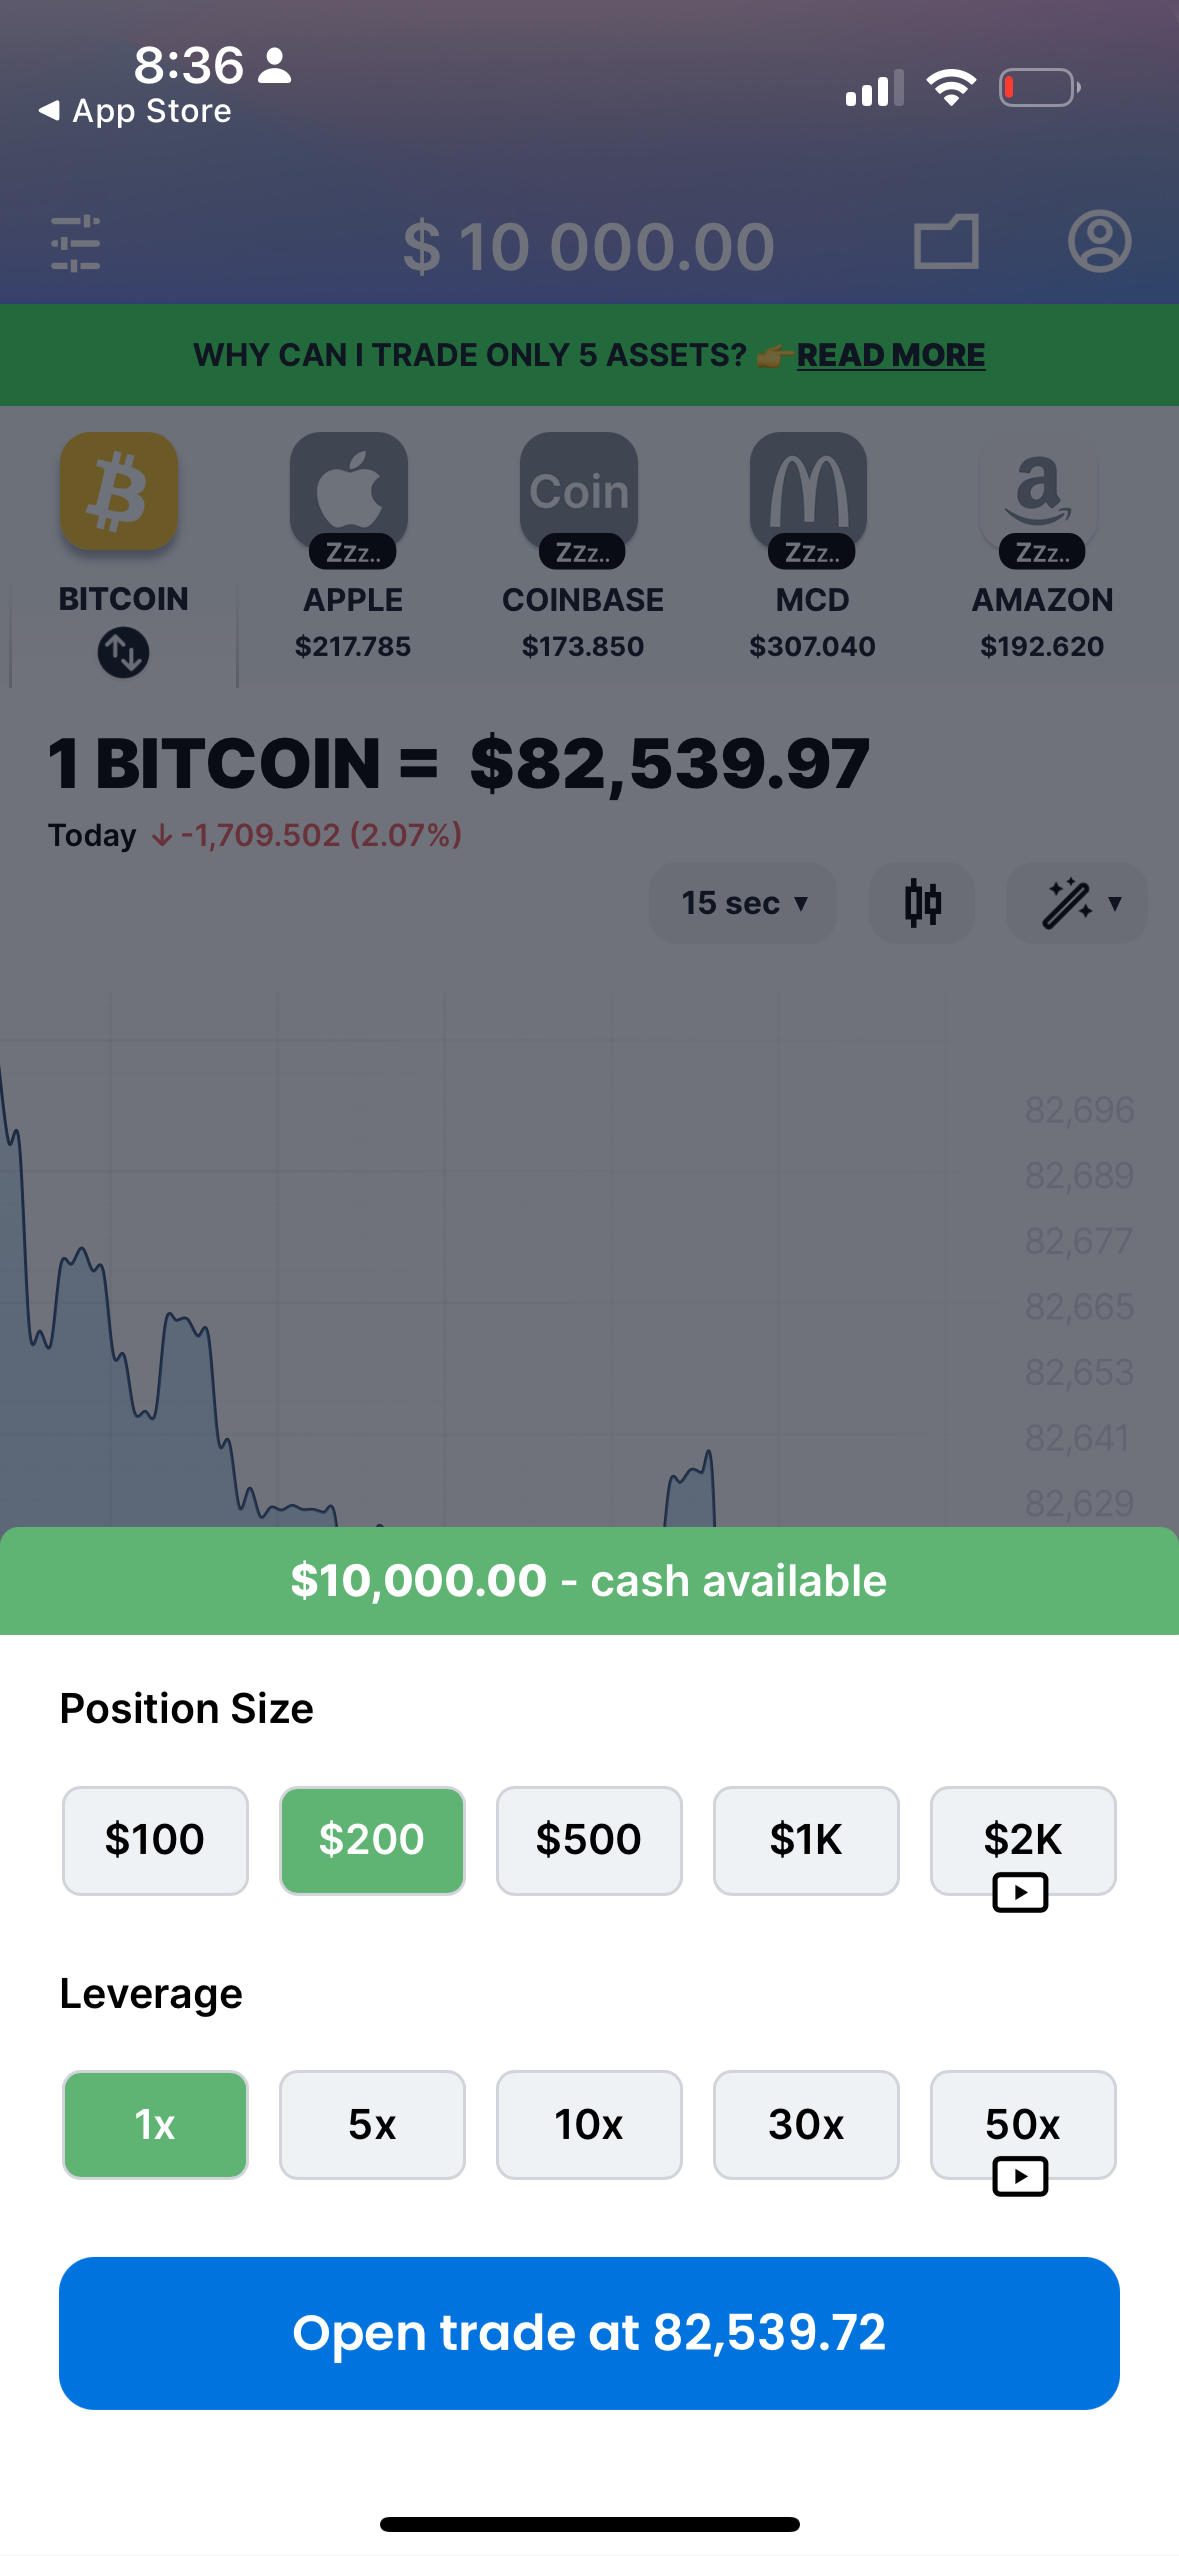 8:36
◀ App Store
$ 10 000.00
WHY CAN I TRADE ONLY 5 ASSETS? 👉READ MORE
Coin
a
ZZz.. ZZz.. ZZz.. ZZz..
BITCOIN APPLE COINBASE MCD AMAZON
$217.785 $173.850 $307.040 $192.620
1 BITCOIN = $82,539.97
Today ↓ -1,709.502 (2.07%)
15 sec ▼
82,696
82,689
82,677
82,665
82,653
82,641
82,629
$10,000.00 - cash available
Position Size
$100 $200 $500 $1K $2K
Leverage
1x 5x 10x 30x 50x
Open trade at 82,539.72